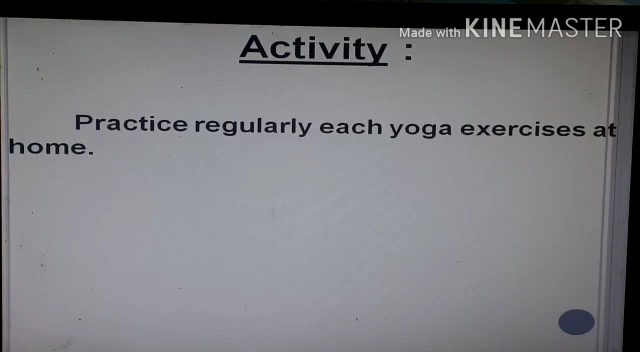 Made with KINEMASTER
Activity :
Practice regularly each yoga exercises at
home.